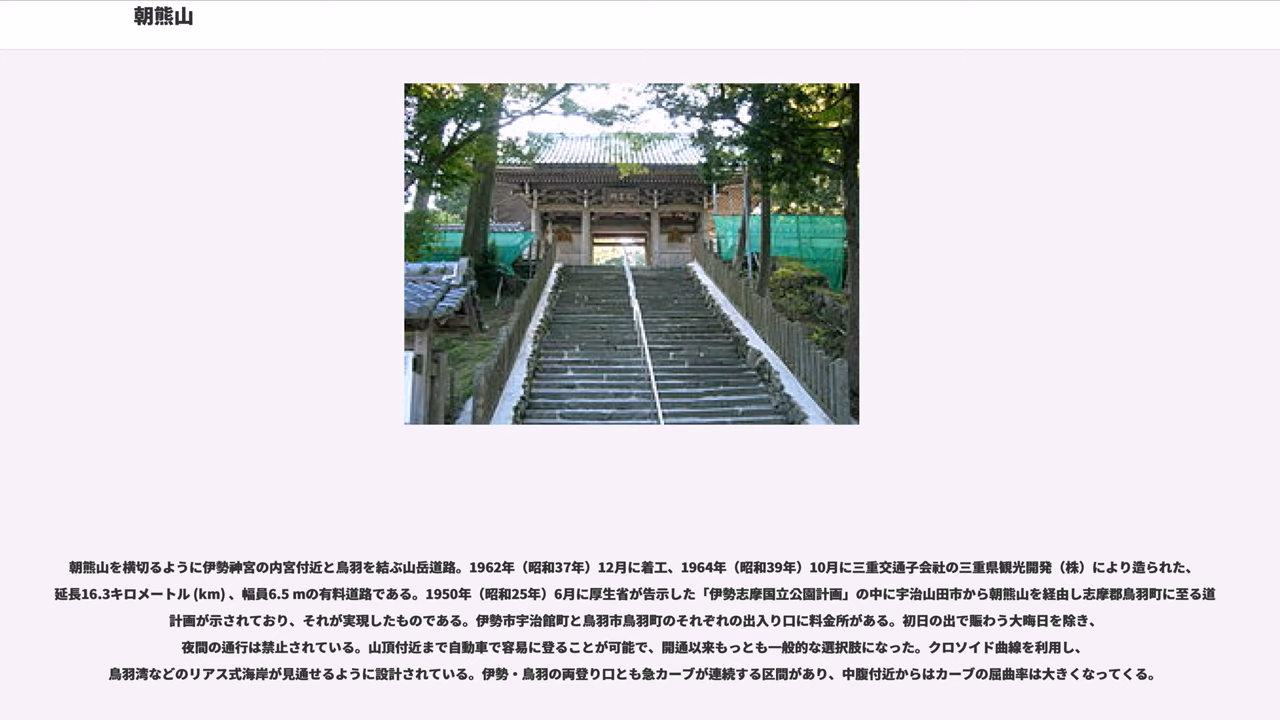 朝熊山
朝熊山を横切るように伊勢神宮の内宮付近と鳥羽を結ぶ山岳道路。1962年（昭和37年）12月に着工、1964年（昭和39年）10月に三重交通子会社の三重県観光開発（株）により造られた、
延長16.3キロメートル (km) 、幅員6.5 mの有料道路である。1950年（昭和25年）6月に厚生省が告示した「伊勢志摩国立公園計画」の中に宇治山田市から朝熊山を経由し志摩郡鳥羽町に至る道
計画が示されており、それが実現したものである。伊勢市宇治館町と鳥羽市鳥羽町のそれぞれの出入り口に料金所がある。初日の出で賑わう大晦日を除き、
夜間の通行は禁止されている。山頂付近まで自動車で容易に登ることが可能で、開通以来もっとも一般的な選択肢になった。クロソイド曲線を利用し、
鳥羽湾などのリアス式海岸が見通せるように設計されている。伊勢・鳥羽の両登り口とも急カーブが連続する区間があり、中腹付近からはカーブの屈曲率は大きくなってくる。